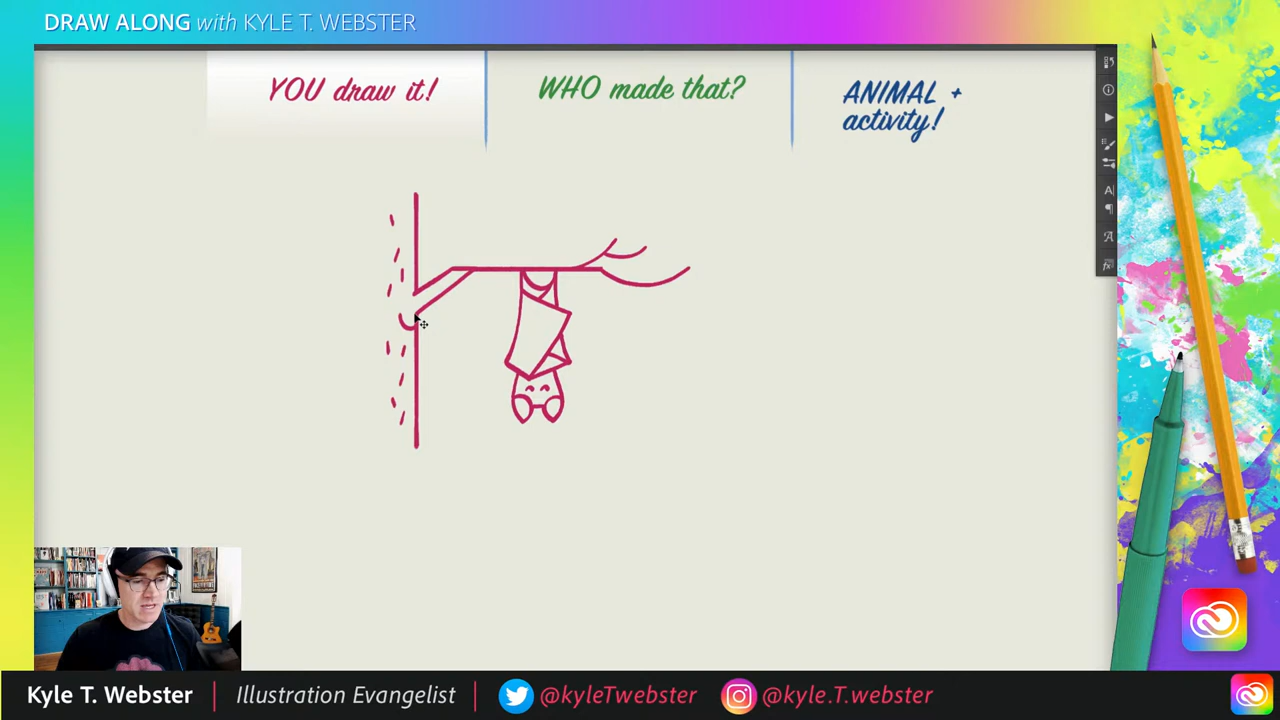 DRAW ALONG with KYLE T. WEBSTER
YOU draw it!
WHO made that?
ANIMAL +
activity!
Kyle T. Webster | Illustration Evangelist | @kyleTwebster @kyle.T.webster